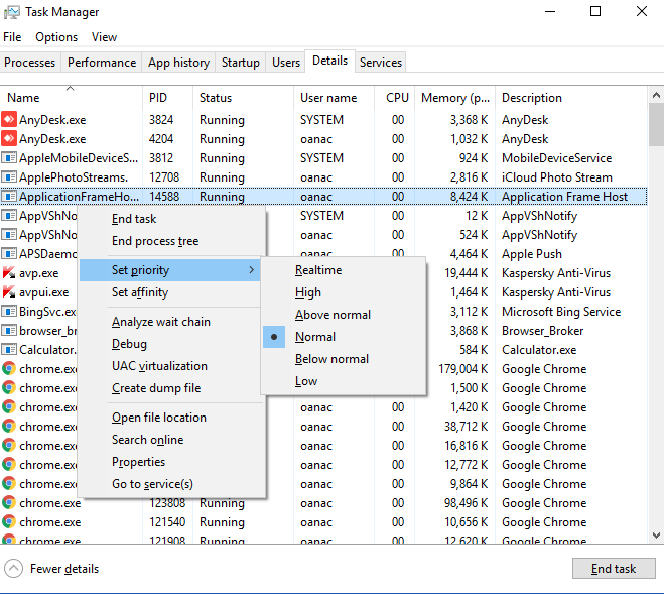 Task Manager
File Options View
Processes Performance App history Startup Users Details Services
Name PID Status User name CPU Memory (p... Description
AnyDesk.exe 3824 Running SYSTEM 00 3,368 K AnyDesk
AnyDesk.exe 4204 Running oanac 00 1,032 K AnyDesk
AppleMobileDeviceS... 3812 Running SYSTEM 00 924 K MobileDeviceService
ApplePhotoStreams. 12708 Running oanac 00 2,816 K iCloud Photo Stream
ApplicationFrameHo... 14588 Running oanac 00 8,424 K Application Frame Host
AppVShNo SYSTEM 00 12 K AppVShNotify
AppVShNo oanac 00 524 K AppVShNotify
APSDaemo oanac 00 4,464 K Apple Push
avp.exe 19,444 K Kaspersky Anti-Virus
avpui.exe 1,464 K Kaspersky Anti-Virus
BingSvc.ex 3,112 K Microsoft Bing Service
browser_br 3,868 K Browser_Broker
Calculator. 584 K Calculator.exe
chrome.exe 179,004 K Google Chrome
chrome.exe 1,500 K Google Chrome
chrome.exe oanac 00 1,420 K Google Chrome
chrome.exe oanac 00 38,712 K Google Chrome
chrome.exe oanac 00 16,816 K Google Chrome
chrome.exe oanac 00 12,772 K Google Chrome
chrome.exe oanac 00 9,864 K Google Chrome
chrome.exe 123808 Running oanac 00 98,496 K Google Chrome
chrome.exe 121540 Running oanac 00 10,656 K Google Chrome
chrome.exe 121908 Running oanac 00 12,620 K Google Chrome
End task
End process tree
Set priority
Set affinity
Analyze wait chain
Debug
UAC virtualization
Create dump file
Open file location
Search online
Properties
Go to service(s)
Realtime
High
Above normal
Normal
Below normal
Low
Fewer details
End task